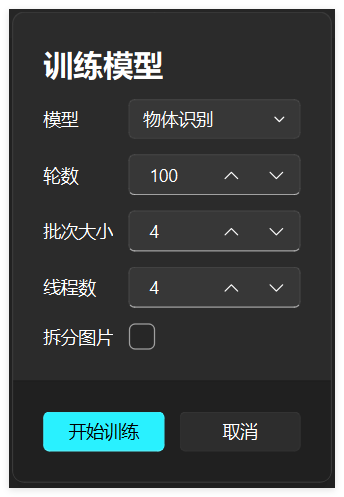 训练模型
模型 物体识别
轮数 100
批次大小 4
线程数 4
拆分图片
开始训练 取消